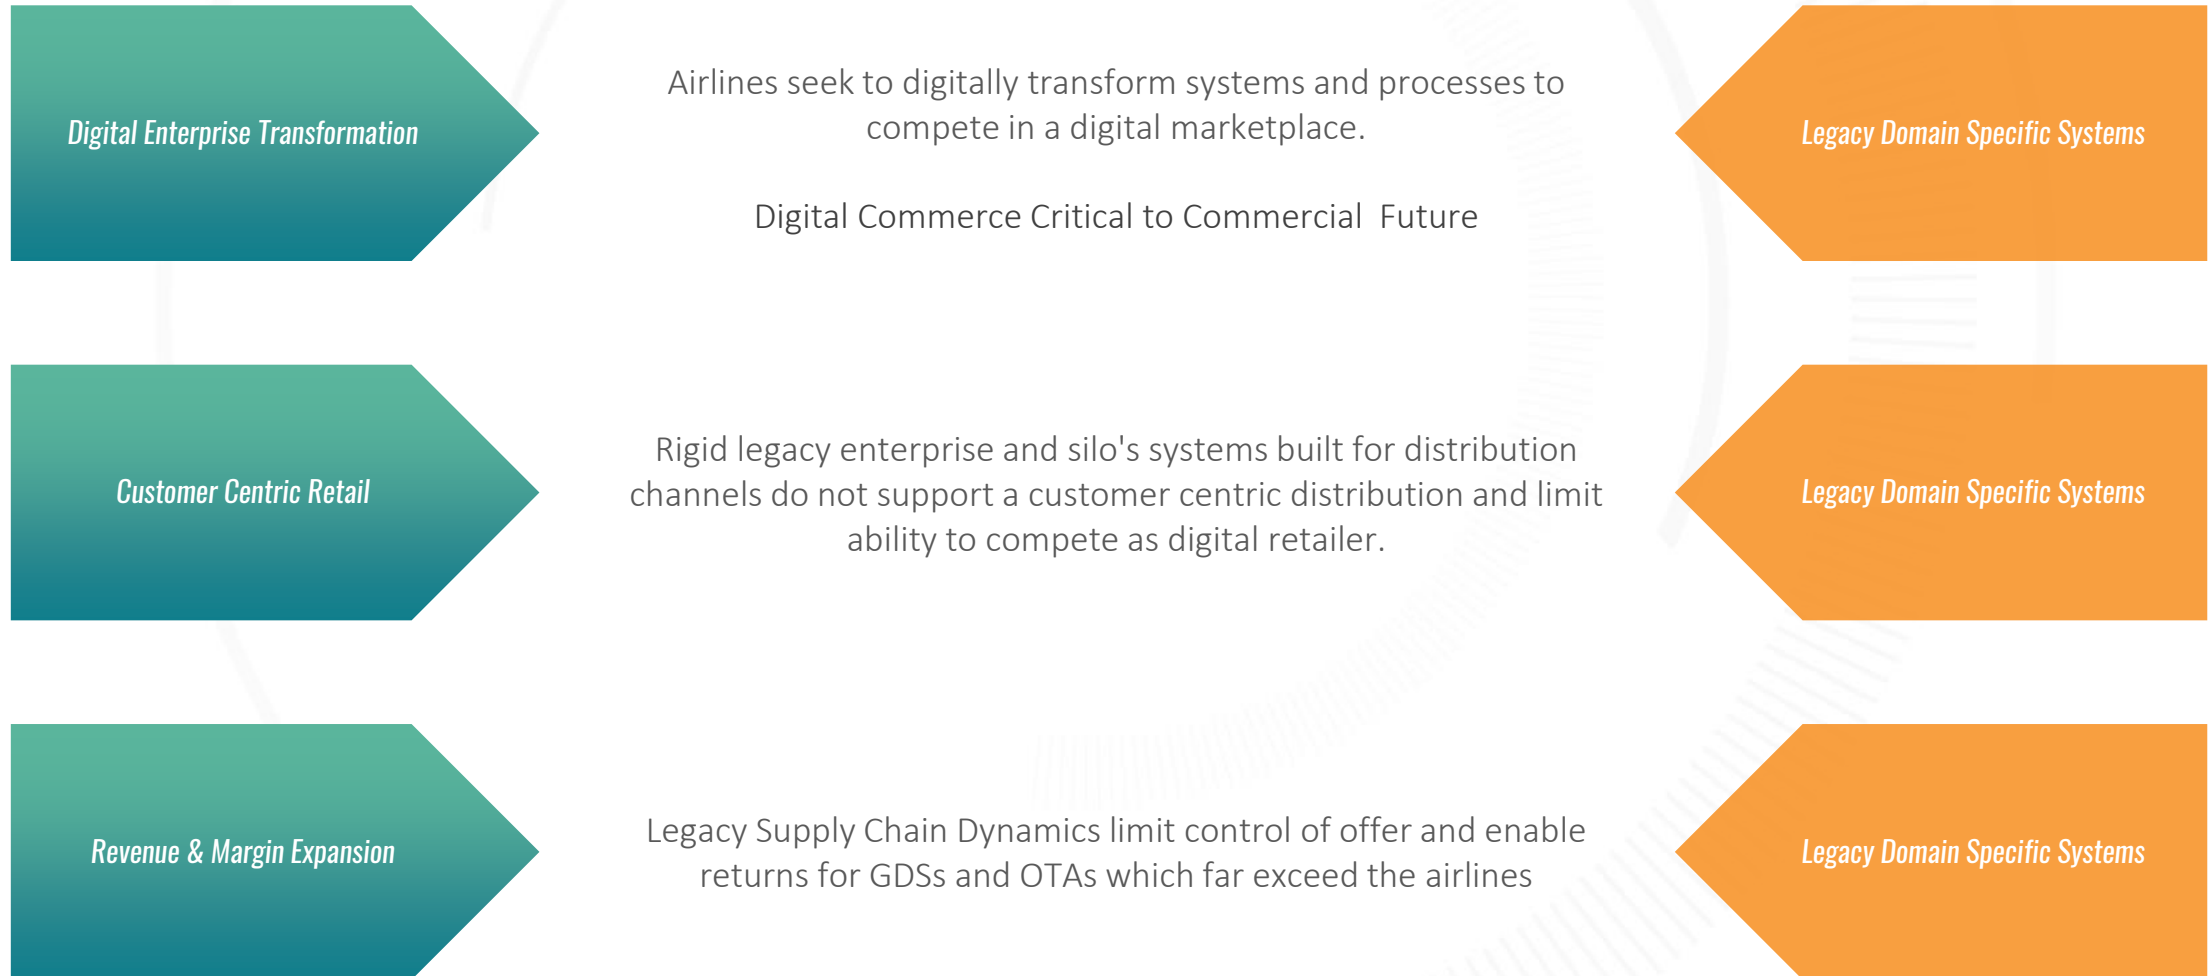 Digital Enterprise Transformation
Airlines seek to digitally transform systems and processes to
compete in a digital marketplace.
Digital Commerce Critical to Commercial  Future
Legacy Domain Specific Systems
Customer Centric Retail
Rigid legacy enterprise and silo's systems built for distribution
channels do not support a customer centric distribution and limit
ability to compete as digital retailer.
Legacy Domain Specific Systems
Revenue & Margin Expansion
Legacy Supply Chain Dynamics limit control of offer and enable
returns for GDSs and OTAs which far exceed the airlines
Legacy Domain Specific Systems